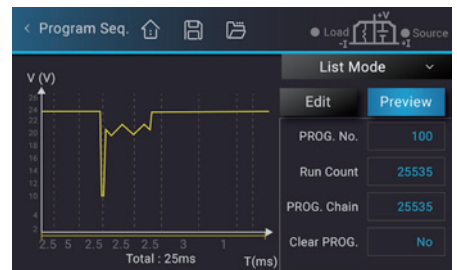 < Program Seq.
Load
-I
+V
+I
Source
V (V)
26
24
22
20
18
16
14
12
10
4
2
2.5 5 2.5 2.5 2.5 3 1
Total : 25ms
T(ms)
List Mode
Edit
Preview
PROG. No. 100
Run Count 25535
PROG. Chain 25535
Clear PROG. No